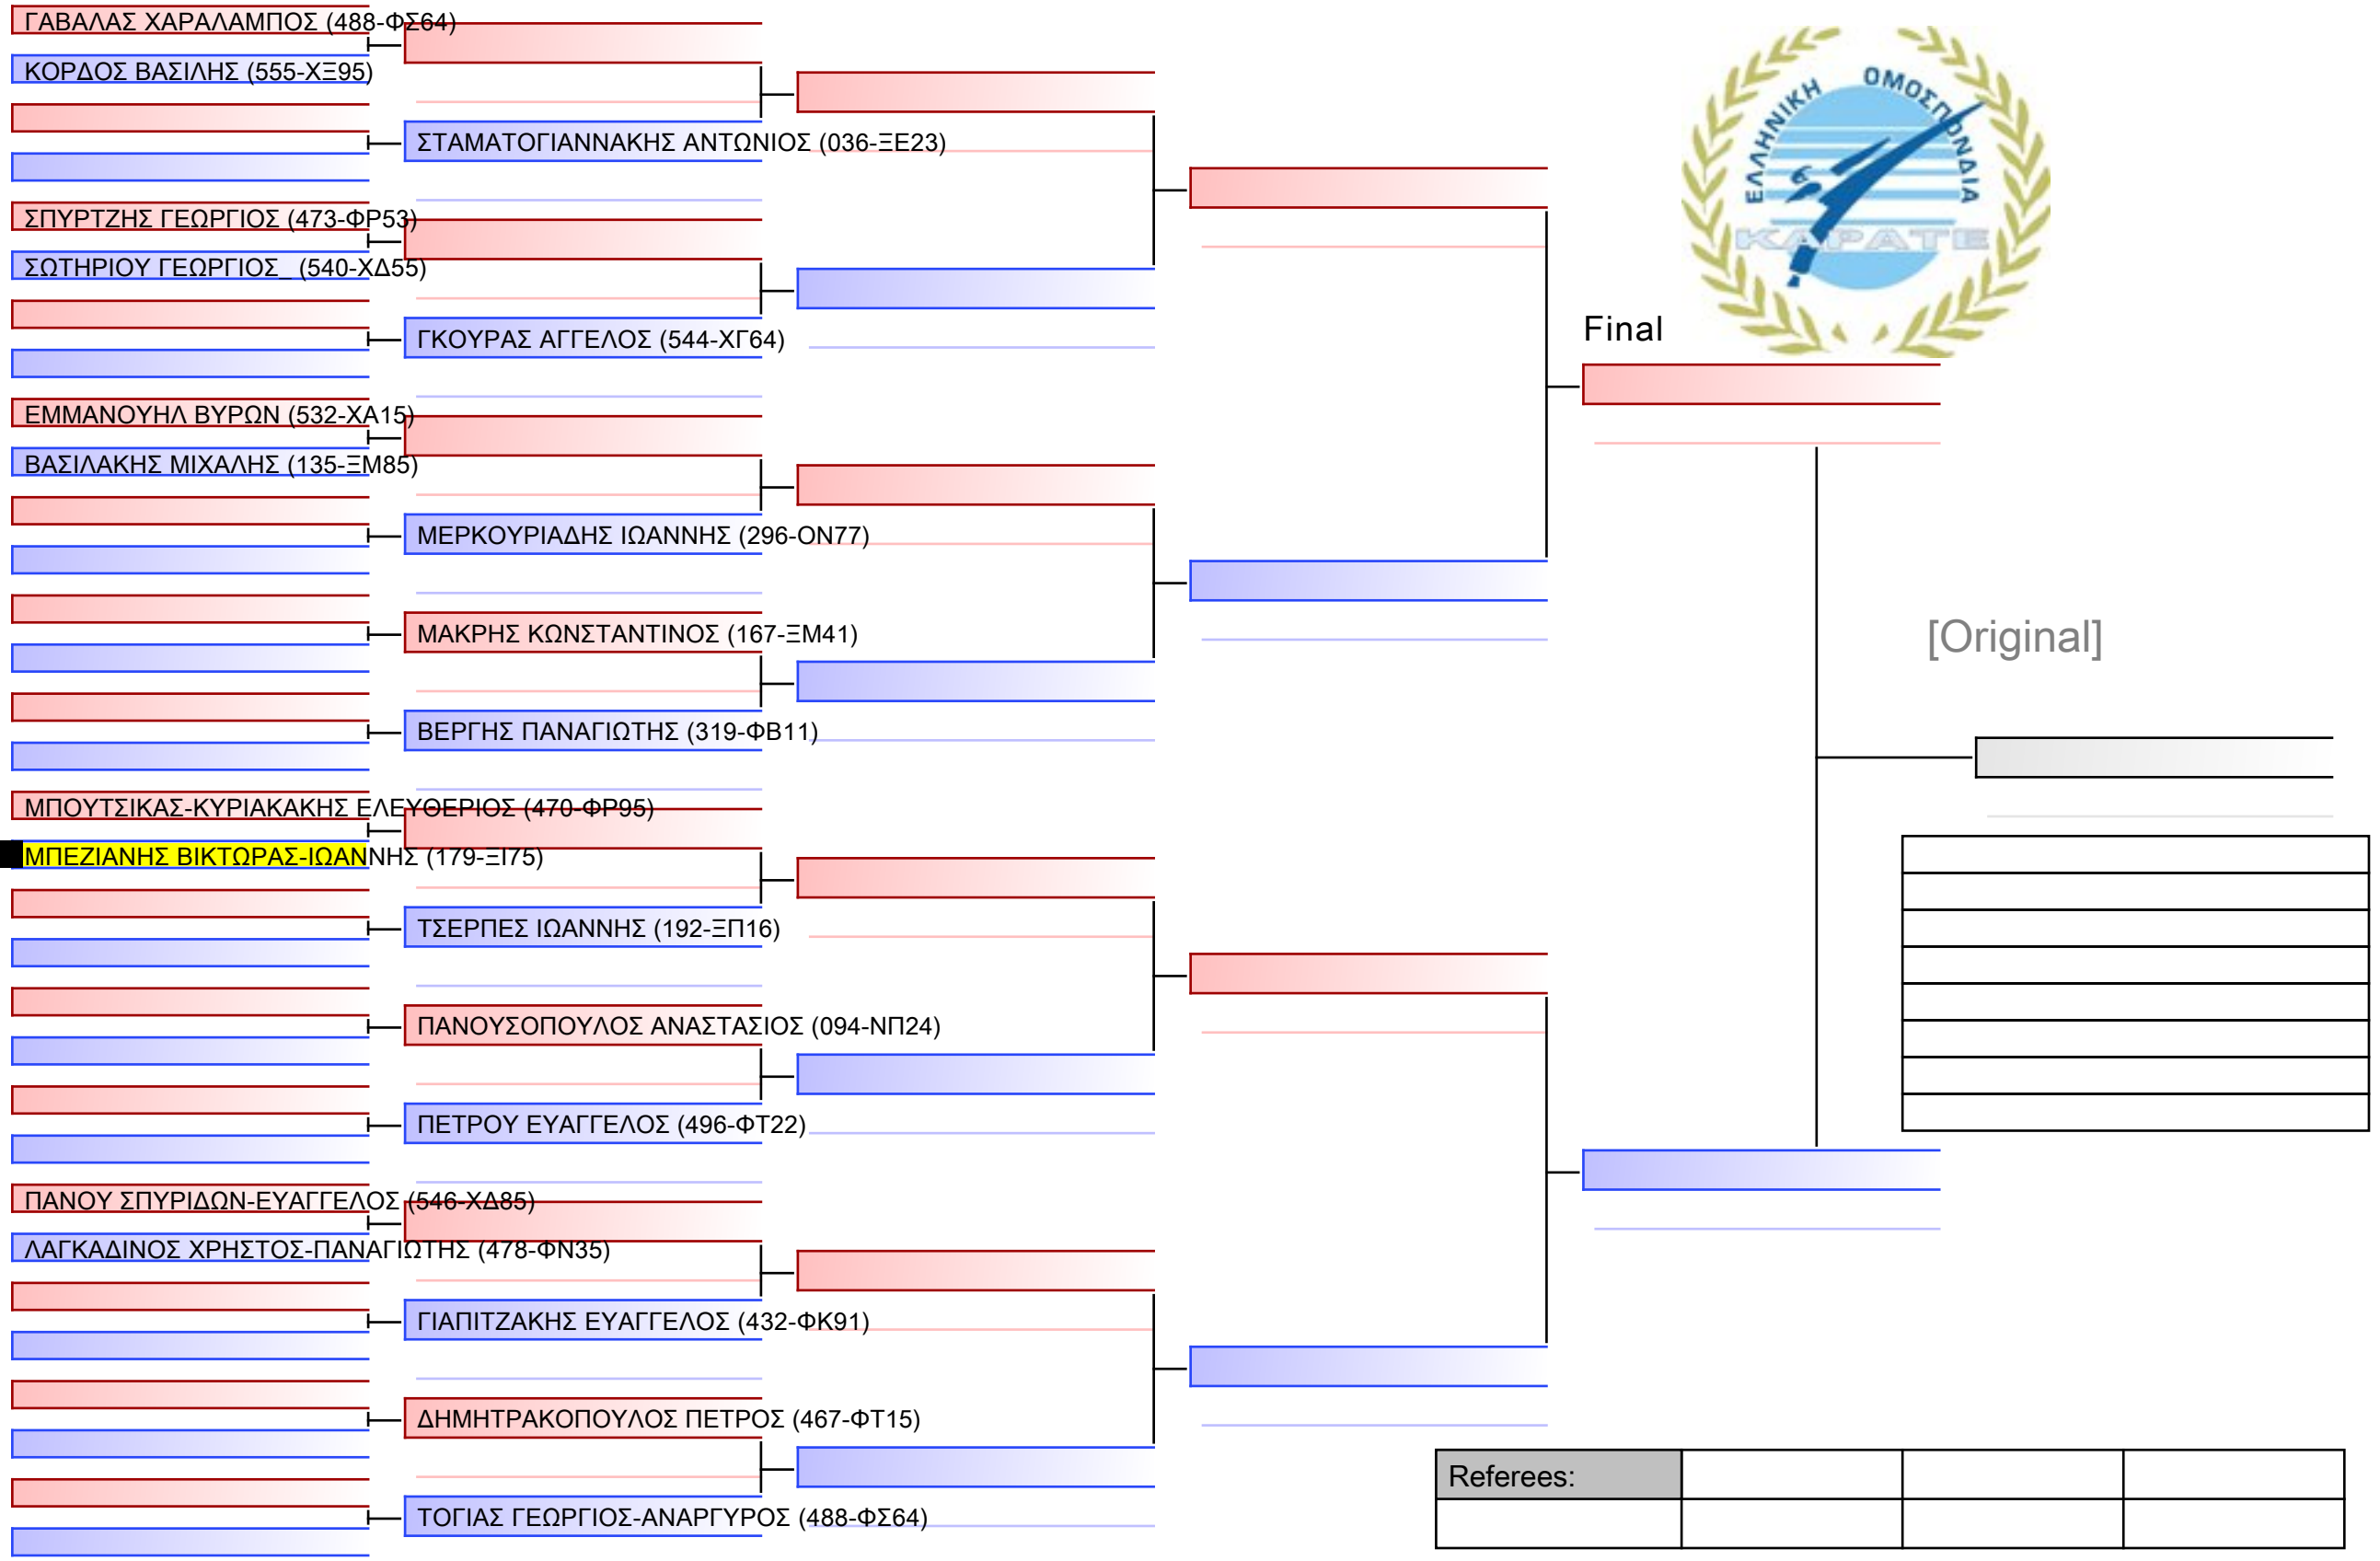 ΓΑΒΑΛΑΣ ΧΑΡΑΛΑΜΠΟΣ (488-ΦΣ64)
ΚΟΡΔΟΣ ΒΑΣΙΛΗΣ (555-ΧΞ95)
ΣΤΑΜΑΤΟΓΙΑΝΝΑΚΗΣ ΑΝΤΩΝΙΟΣ (036-ΞΕ23)
ΣΠΥΡΤΖΗΣ ΓΕΩΡΓΙΟΣ (473-ΦΡ53)
ΣΩΤΗΡΙΟΥ ΓΕΩΡΓΙΟΣ_ (540-ΧΔ55)
ΓΚΟΥΡΑΣ ΑΓΓΕΛΟΣ (544-ΧΓ64)
ΕΜΜΑΝΟΥΗΛ ΒΥΡΩΝ (532-ΧΑ15)
ΒΑΣΙΛΑΚΗΣ ΜΙΧΑΛΗΣ (135-ΞΜ85)
ΜΕΡΚΟΥΡΙΑΔΗΣ ΙΩΑΝΝΗΣ (296-ΟΝ77)
ΜΑΚΡΗΣ ΚΩΝΣΤΑΝΤΙΝΟΣ (167-ΞΜ41)
ΒΕΡΓΗΣ ΠΑΝΑΓΙΩΤΗΣ (319-ΦΒ11)
ΜΠΟΥΤΣΙΚΑΣ-ΚΥΡΙΑΚΑΚΗΣ ΕΛΕΥΘΕΡΙΟΣ (470-ΦΡ95)
ΜΠΕΖΙΑΝΗΣ ΒΙΚΤΩΡΑΣ-ΙΩΑΝΝΗΣ (179-ΞΙ75)
ΤΣΕΡΠΕΣ ΙΩΑΝΝΗΣ (192-ΞΠ16)
ΠΑΝΟΥΣΟΠΟΥΛΟΣ ΑΝΑΣΤΑΣΙΟΣ (094-ΝΠ24)
ΠΕΤΡΟΥ ΕΥΑΓΓΕΛΟΣ (496-ΦΤ22)
ΠΑΝΟΥ ΣΠΥΡΙΔΩΝ-ΕΥΑΓΓΕΛΟΣ (546-ΧΔ85)
ΛΑΓΚΑΔΙΝΟΣ ΧΡΗΣΤΟΣ-ΠΑΝΑΓΙΩΤΗΣ (478-ΦΝ35)
ΓΙΑΠΙΤΖΑΚΗΣ ΕΥΑΓΓΕΛΟΣ (432-ΦΚ91)
ΔΗΜΗΤΡΑΚΟΠΟΥΛΟΣ ΠΕΤΡΟΣ (467-ΦΤ15)
ΤΟΓΙΑΣ ΓΕΩΡΓΙΟΣ-ΑΝΑΡΓΥΡΟΣ (488-ΦΣ64)
ΕΛΛΗΝΙΚΗ ΟΜΟΣΠΟΝΔΙΑ
ΚΑΡΑΤΕ
Final
[Original]
Referees: